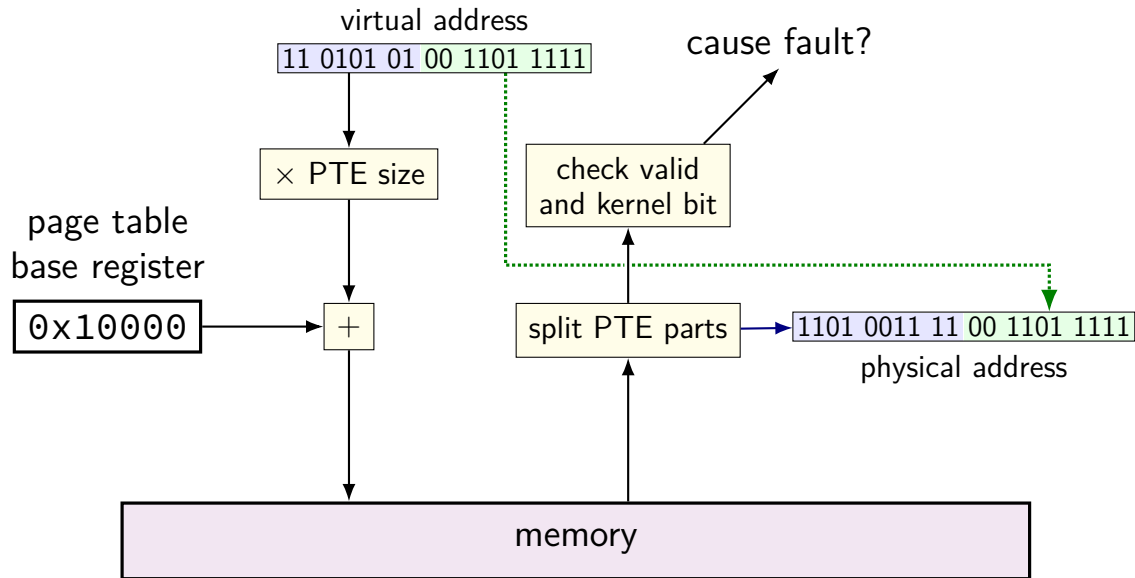 virtual address
11 0101 01 00 1101 1111
cause fault?
× PTE size
check valid
and kernel bit
page table
base register
0x10000
+
split PTE parts
1101 0011 11 00 1101 1111
physical address
memory